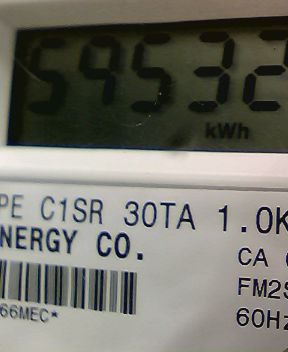 59532
kWh
PE C1SR 30TA 1.0K
NERGY CO.
CA
FM2S
60Hz
66MEC*